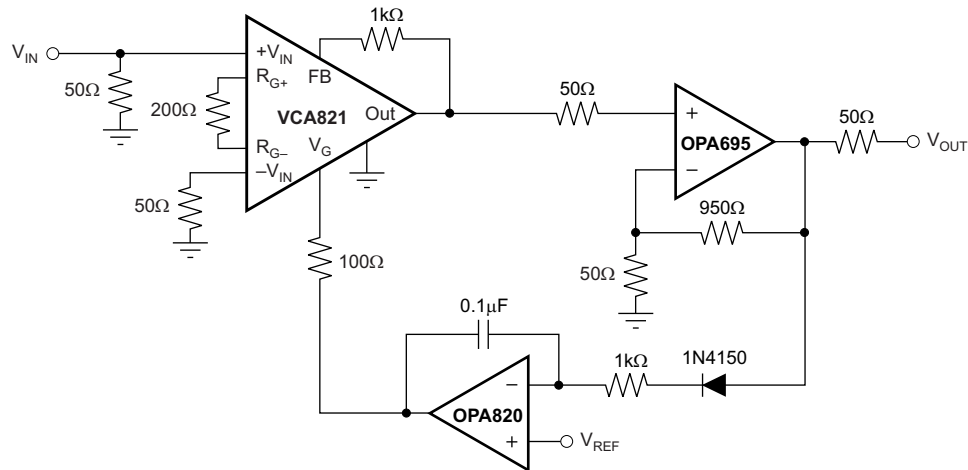 1kΩ
V_IN
+V_IN
FB
50Ω
R_G+
200Ω
VCA821
Out
50Ω
+
OPA695
50Ω
V_OUT
R_G–
V_G
–V_IN
–
50Ω
950Ω
100Ω
50Ω
0.1μF
1kΩ
1N4150
–
OPA820
+
V_REF